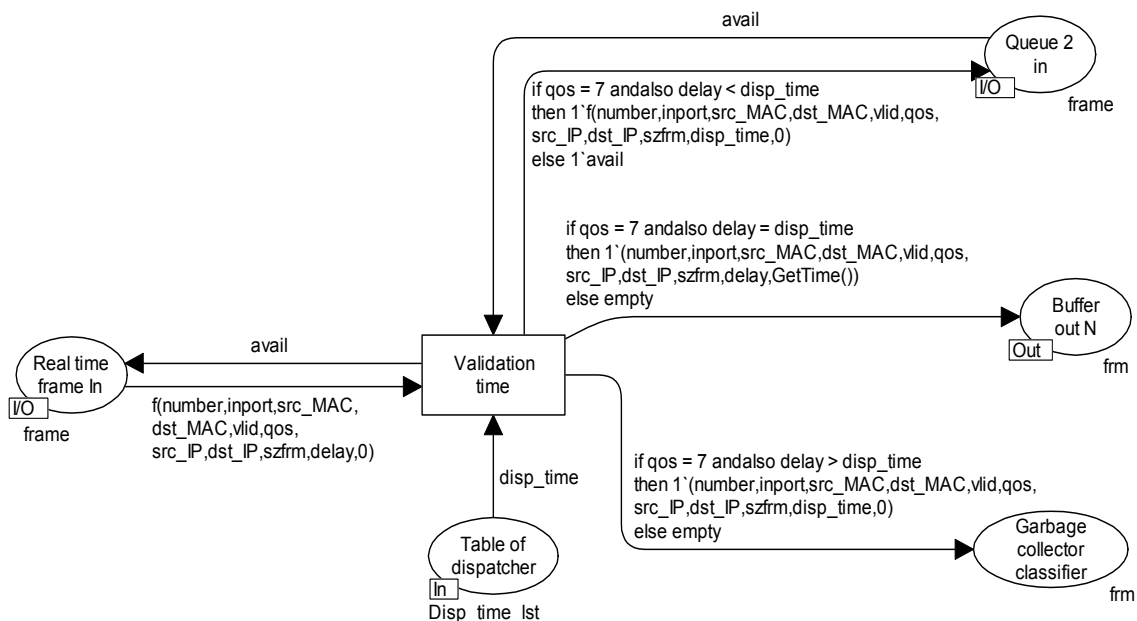 avail
Queue 2
in
I/O
frame
if qos = 7 andalso delay < disp_time
then 1`f(number,inport,src_MAC,dst_MAC,vlid,qos,
src_IP,dst_IP,szfrm,disp_time,0)
else 1`avail
if qos = 7 andalso delay = disp_time
then 1`(number,inport,src_MAC,dst_MAC,vlid,qos,
src_IP,dst_IP,szfrm,delay,GetTime())
else empty
Buffer
out N
Out
frm
avail
Validation
time
Real time
frame In
I/O
frame
f(number,inport,src_MAC,
dst_MAC,vlid,qos,
src_IP,dst_IP,szfrm,delay,0)
disp_time
if qos = 7 andalso delay > disp_time
then 1`(number,inport,src_MAC,dst_MAC,vlid,qos,
src_IP,dst_IP,szfrm,disp_time,0)
else empty
Table of
dispatcher
In
Disp_time_lst
Garbage
collector
classifier
frm